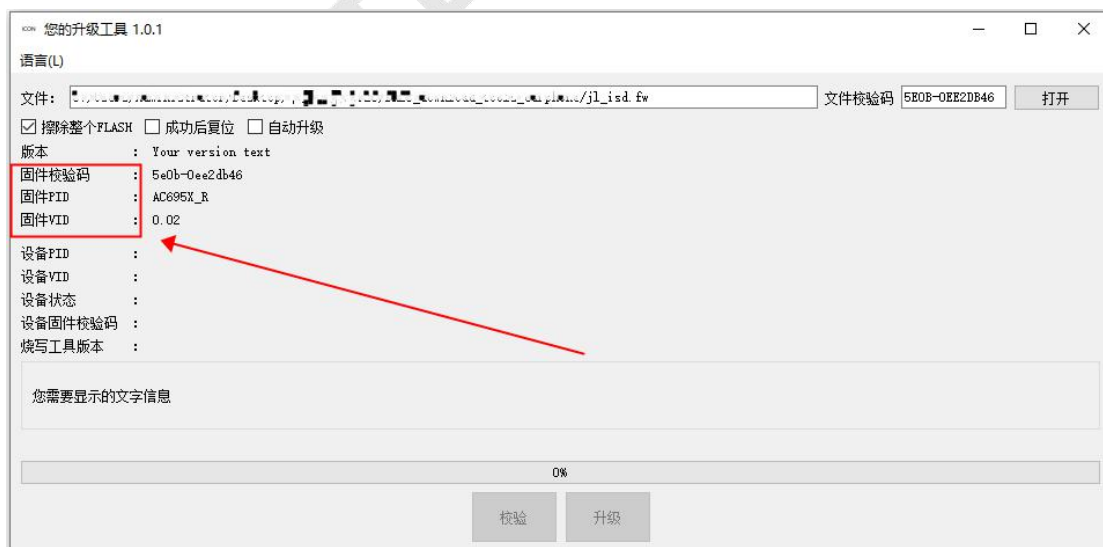 ICON 您的升级工具 1.0.1
语言(L)
文件: /jl_isd.fw 文件校验码 5E0B-0EE2DB46 打开
擦除整个FLASH 成功后复位 自动升级
版本 : Your version text
固件校验码 : 5e0b-0ee2db46
固件PID : AC695X_R
固件VID : 0.02
设备PID :
设备VID :
设备状态 :
设备固件校验码 :
烧写工具版本 :
您需要显示的文字信息
0%
校验 升级